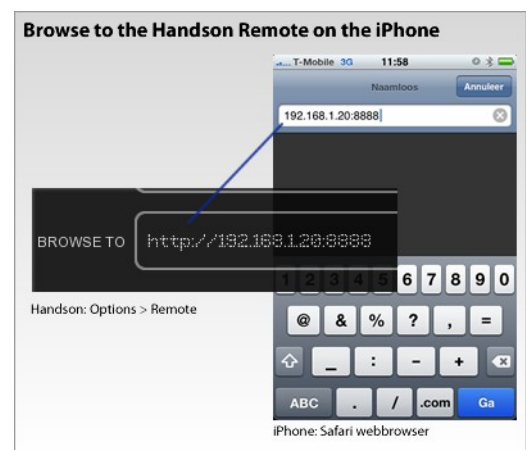 Browse to the Handson Remote on the iPhone
T-Mobile 3G 11:58
Naamloos Annuleer
192.168.1.20:8888
BROWSE TO http://192.168.1.20:8888
Handson: Options > Remote
1 2 3 4 5 6 7 8 9 0
@ & % ? , =
_ : - +
ABC . / .com Ga
iPhone: Safari webbrowser